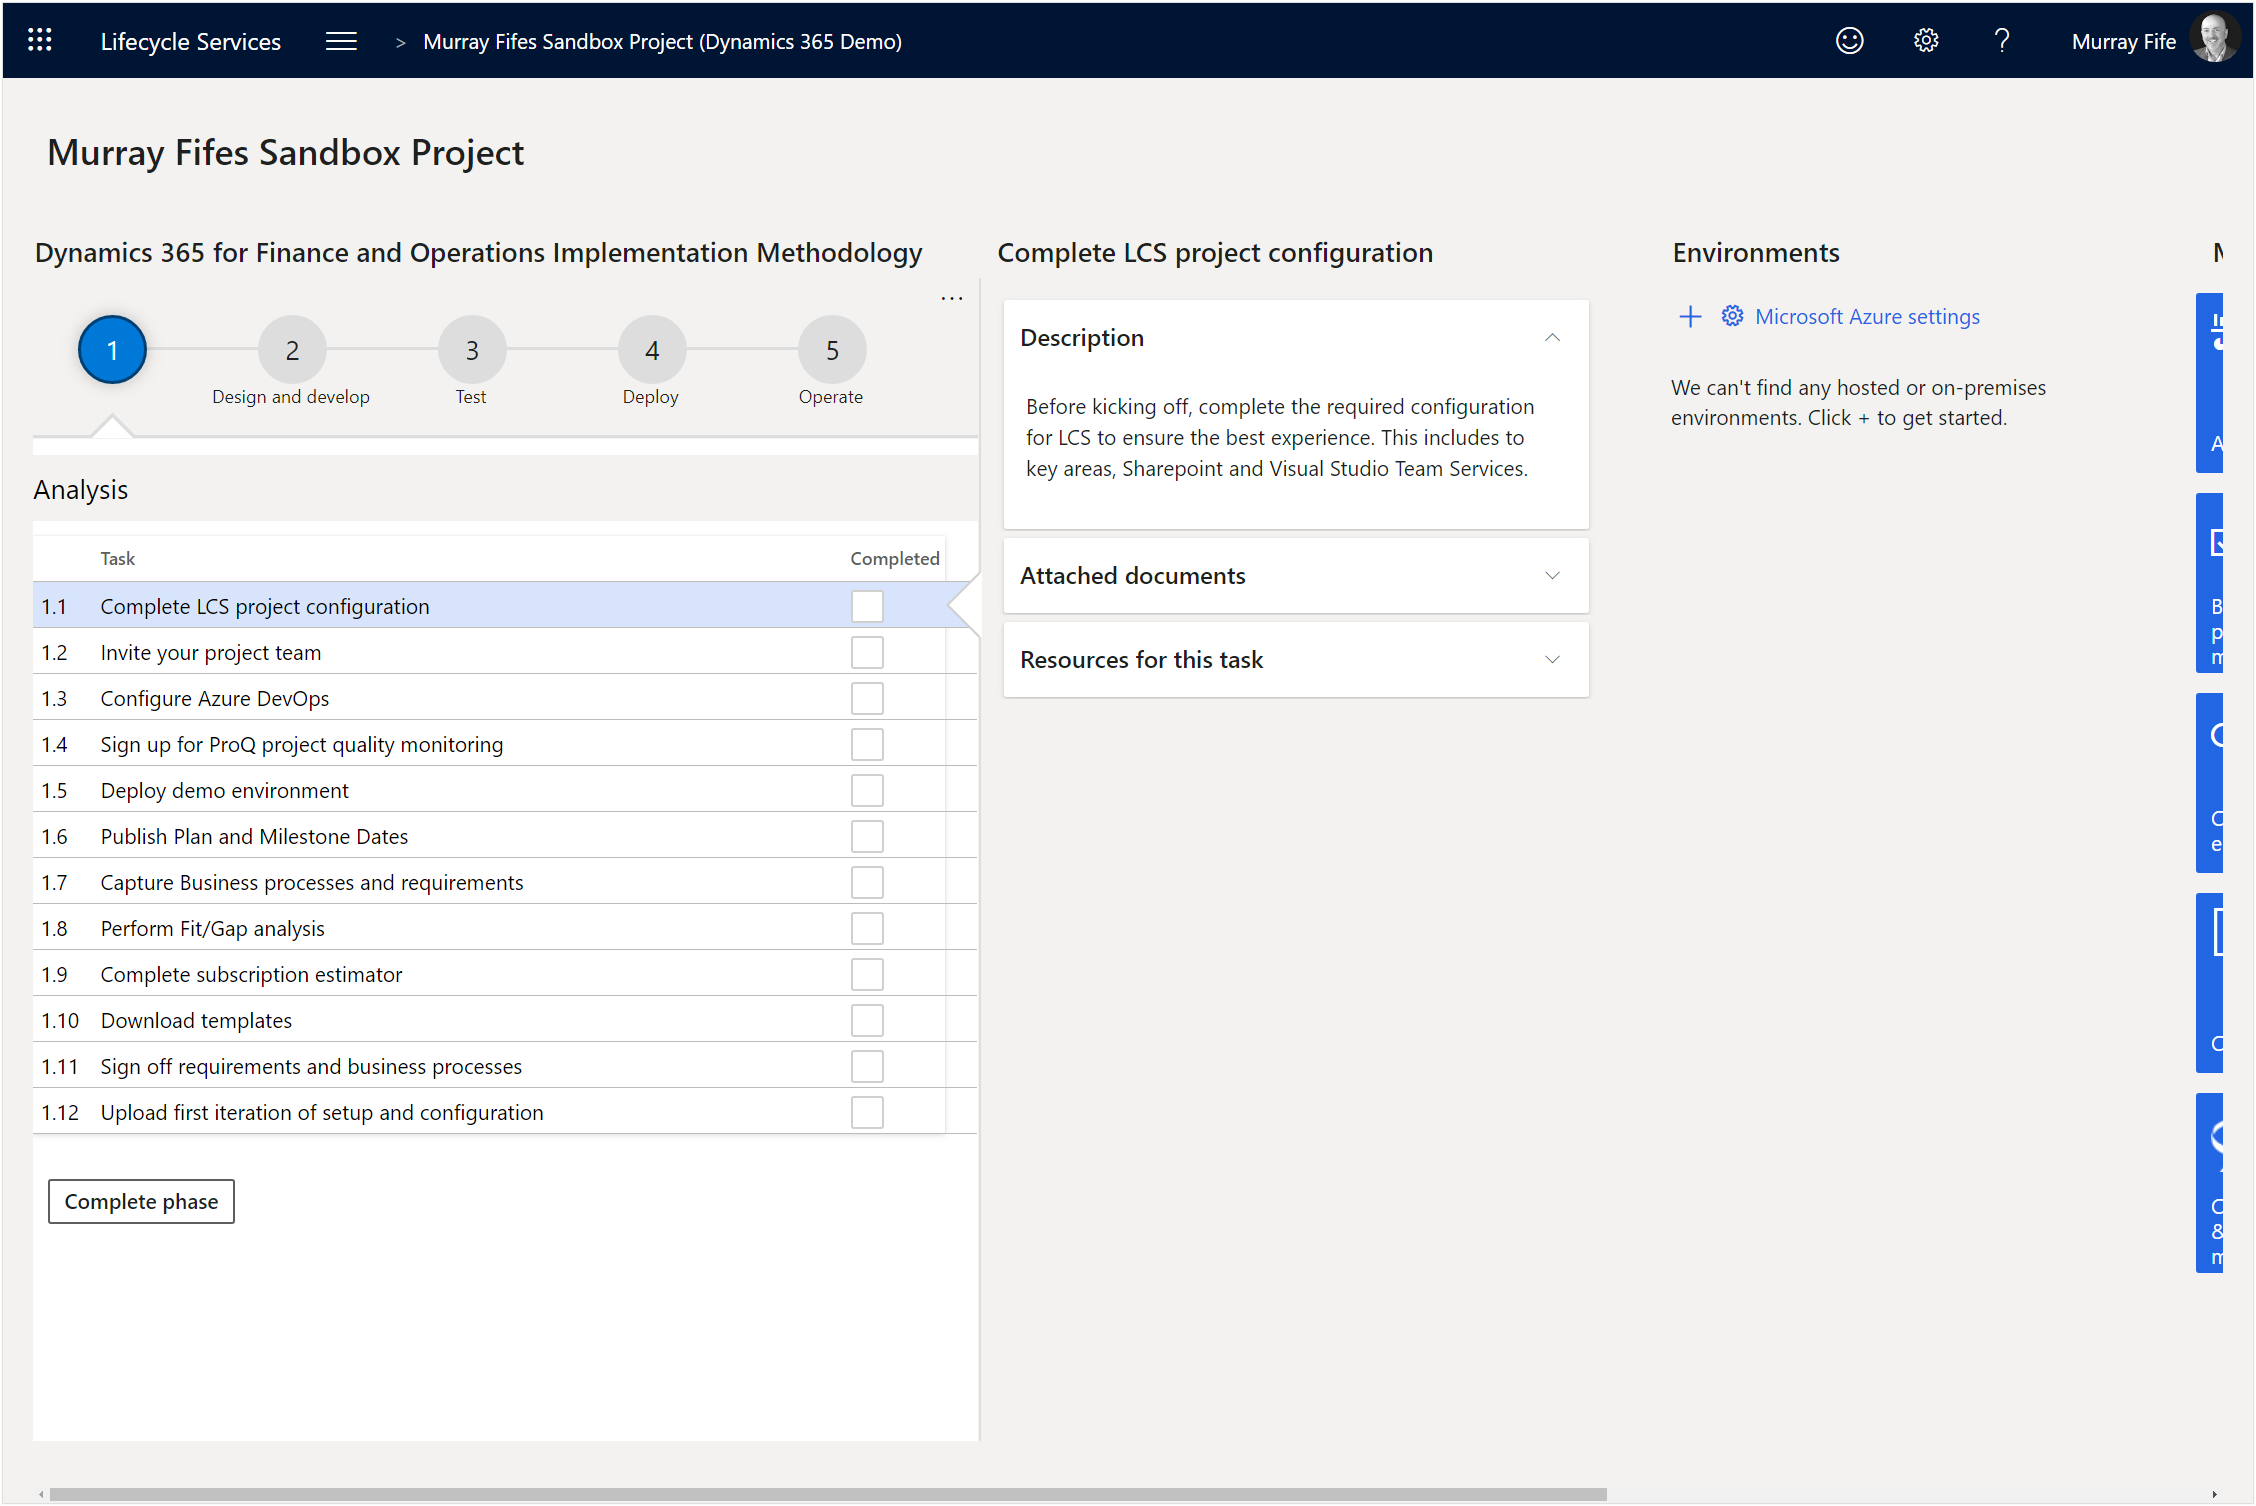 Lifecycle Services
> Murray Fifes Sandbox Project (Dynamics 365 Demo)
? Murray Fife
Murray Fifes Sandbox Project
Dynamics 365 for Finance and Operations Implementation Methodology
...
1
2
3
4
5
Design and develop
Test
Deploy
Operate
Analysis
Task Completed
1.1 Complete LCS project configuration
1.2 Invite your project team
1.3 Configure Azure DevOps
1.4 Sign up for ProQ project quality monitoring
1.5 Deploy demo environment
1.6 Publish Plan and Milestone Dates
1.7 Capture Business processes and requirements
1.8 Perform Fit/Gap analysis
1.9 Complete subscription estimator
1.10 Download templates
1.11 Sign off requirements and business processes
1.12 Upload first iteration of setup and configuration
Complete phase
Complete LCS project configuration
Description
Before kicking off, complete the required configuration
for LCS to ensure the best experience. This includes to
key areas, Sharepoint and Visual Studio Team Services.
Attached documents
Resources for this task
Environments
+ Microsoft Azure settings
We can't find any hosted or on-premises
environments. Click + to get started.